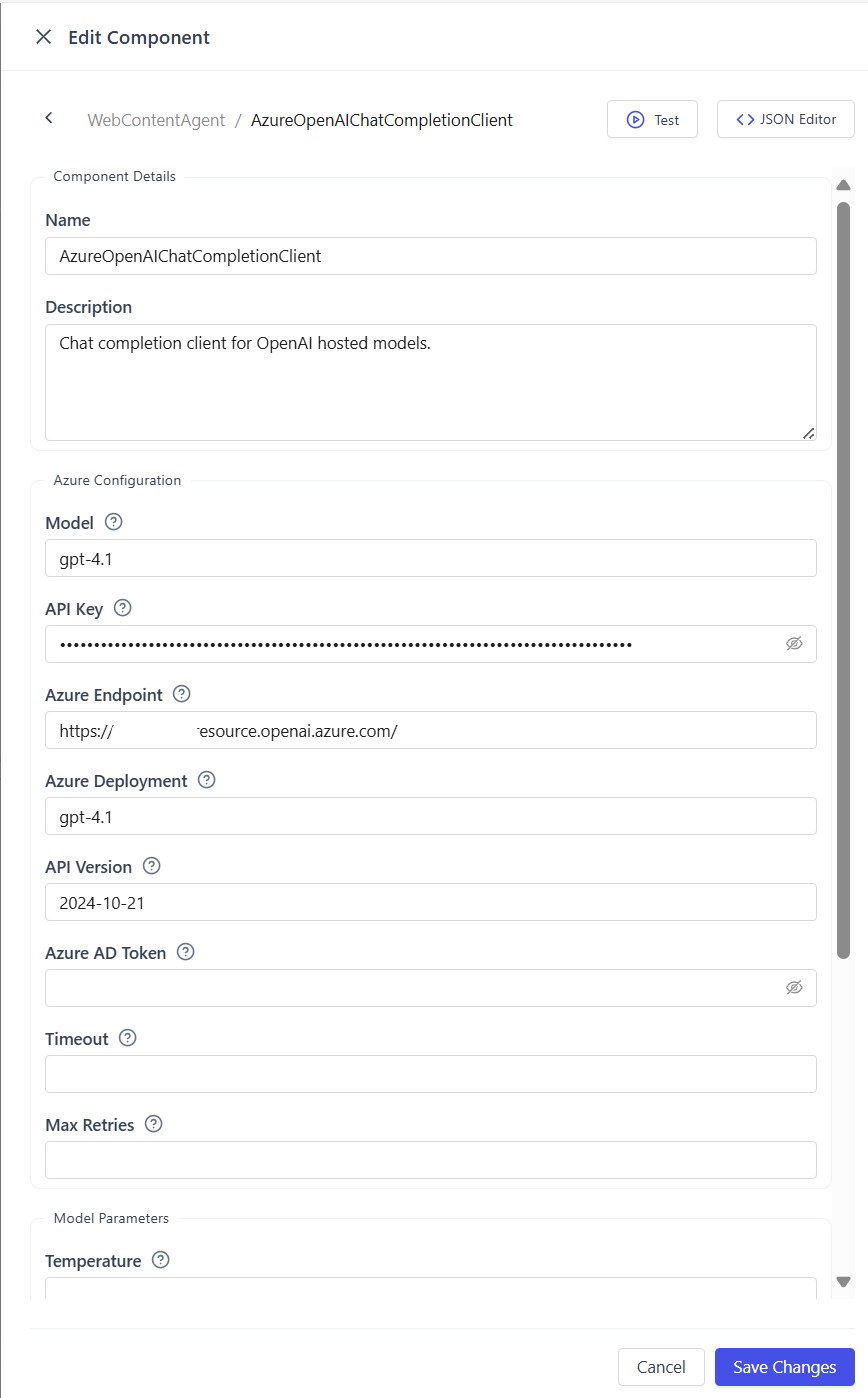 Edit Component
WebContentAgent / AzureOpenAIChatCompletionClient
Test
JSON Editor
Component Details
Name
AzureOpenAIChatCompletionClient
Description
Chat completion client for OpenAI hosted models.
Azure Configuration
Model
gpt-4.1
API Key
Azure Endpoint
https:// resource.openai.azure.com/
Azure Deployment
gpt-4.1
API Version
2024-10-21
Azure AD Token
Timeout
Max Retries
Model Parameters
Temperature
Cancel
Save Changes